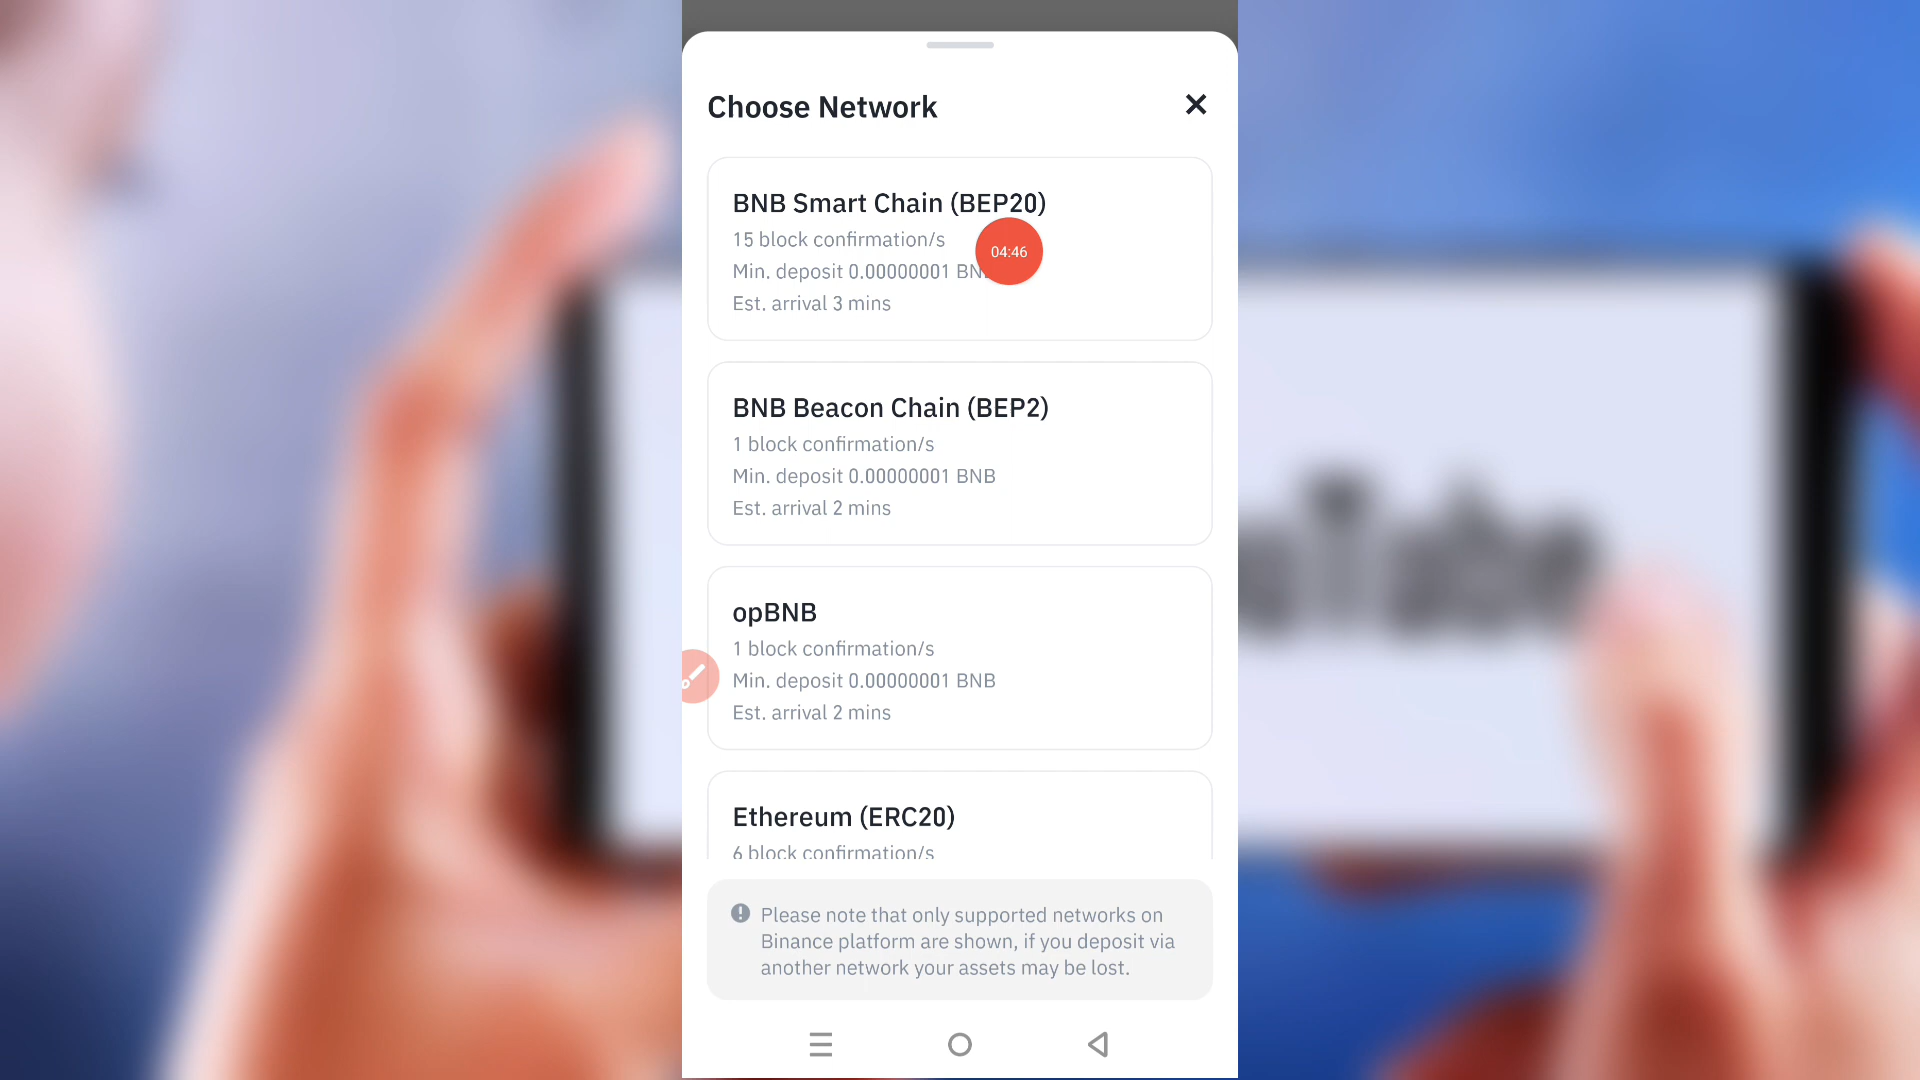 Choose Network
BNB Smart Chain (BEP20)
15 block confirmation/s
04:46
Min. deposit 0.00000001
Est. arrival 3 mins
BNB Beacon Chain (BEP2)
1 block confirmation/s
Min. deposit 0.00000001 BNB
Est. arrival 2 mins
opBNB
1 block confirmation/s
Min. deposit 0.00000001 BNB
Est. arrival 2 mins
Ethereum (ERC20)
6 block confirmation/s
Please note that only supported networks on
Binance platform are shown, if you deposit via
another network your assets may be lost.